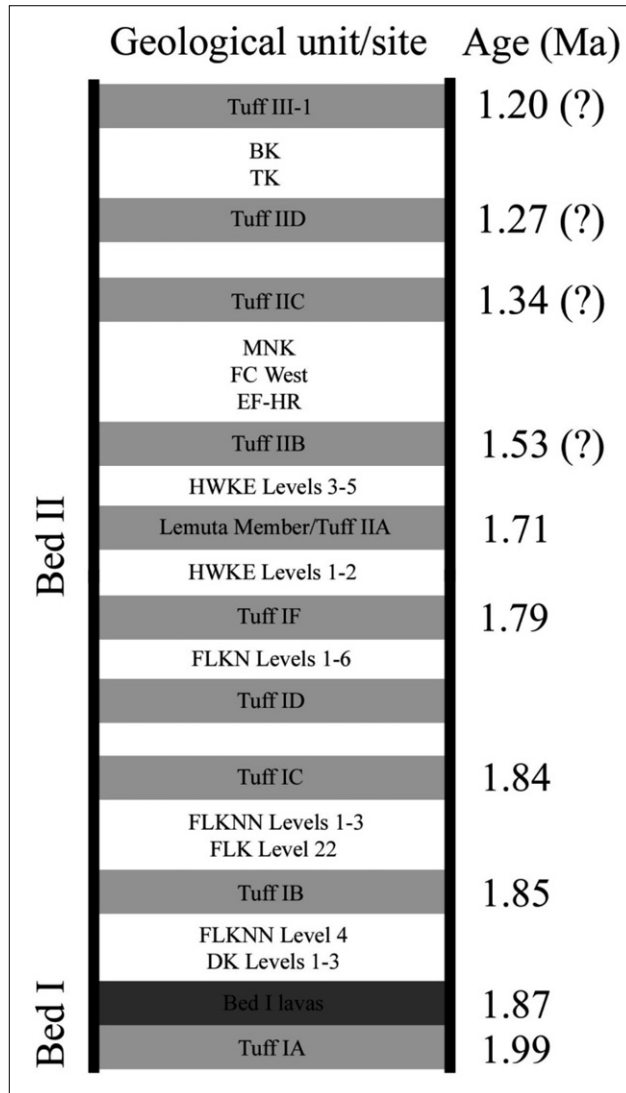 Geological unit/site Age (Ma)
Tuff III-1 1.20 (?)
BK
TK
Tuff IID 1.27 (?)
Tuff IIC 1.34 (?)
MNK
FC West
EF-HR
Tuff IIB 1.53 (?)
HWKE Levels 3-5
Lemuta Member/Tuff IIA 1.71
Bed II
HWKE Levels 1-2
Tuff IF 1.79
FLKN Levels 1-6
Tuff ID
Tuff IC 1.84
FLKNN Levels 1-3
FLK Level 22
Tuff IB 1.85
FLKNN Level 4
DK Levels 1-3
Bed I
Bed I lavas 1.87
Tuff IA 1.99